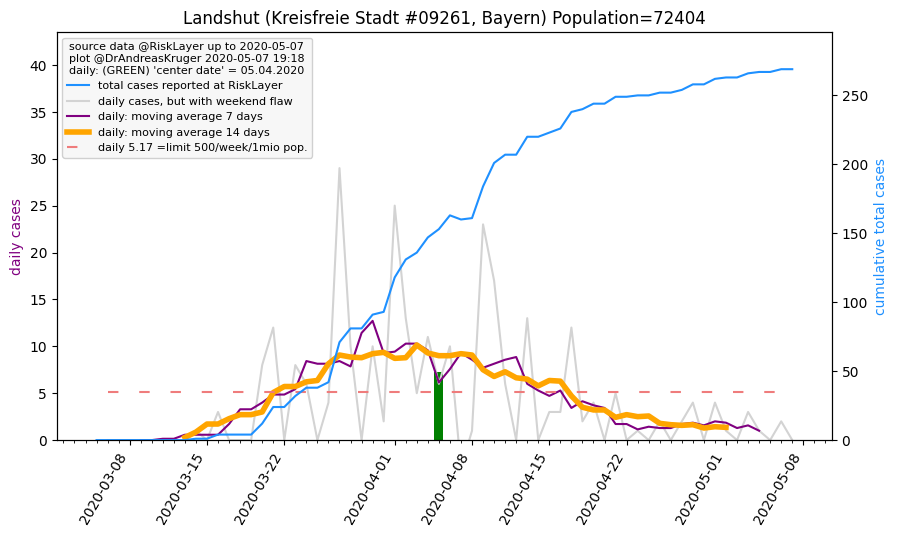 Landshut (Kreisfreie Stadt #09261, Bayern) Population=72404
source data @RiskLayer up to 2020-05-07
plot @DrAndreasKruger 2020-05-07 19:18
daily: (GREEN) 'center date' = 05.04.2020
total cases reported at RiskLayer
daily cases, but with weekend flaw
daily: moving average 7 days
daily: moving average 14 days
daily 5.17 =limit 500/week/1mio pop.
daily cases
40
35
30
25
20
15
10
5
0
cumulative total cases
250
200
150
100
50
0
2020-03-08
2020-03-15
2020-03-22
2020-04-01
2020-04-08
2020-04-15
2020-04-22
2020-05-01
2020-05-08